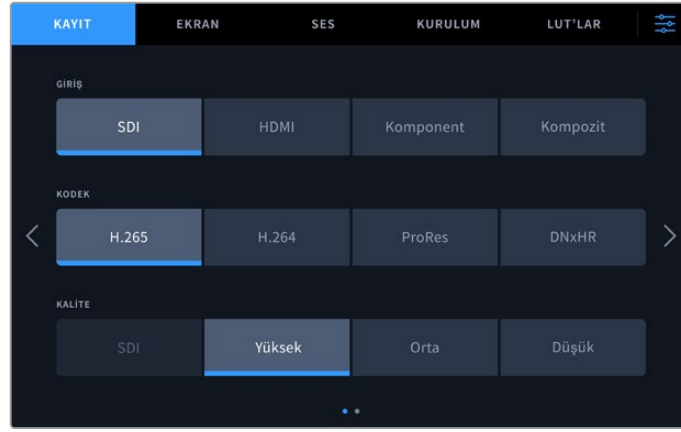 KAYIT EKRAN SES KURULUM LUT'LAR
GİRİŞ
SDI HDMI Komponent Kompozit
KODEK
H.265 H.264 ProRes DNxHR
KALİTE
SDI Yüksek Orta Düşük